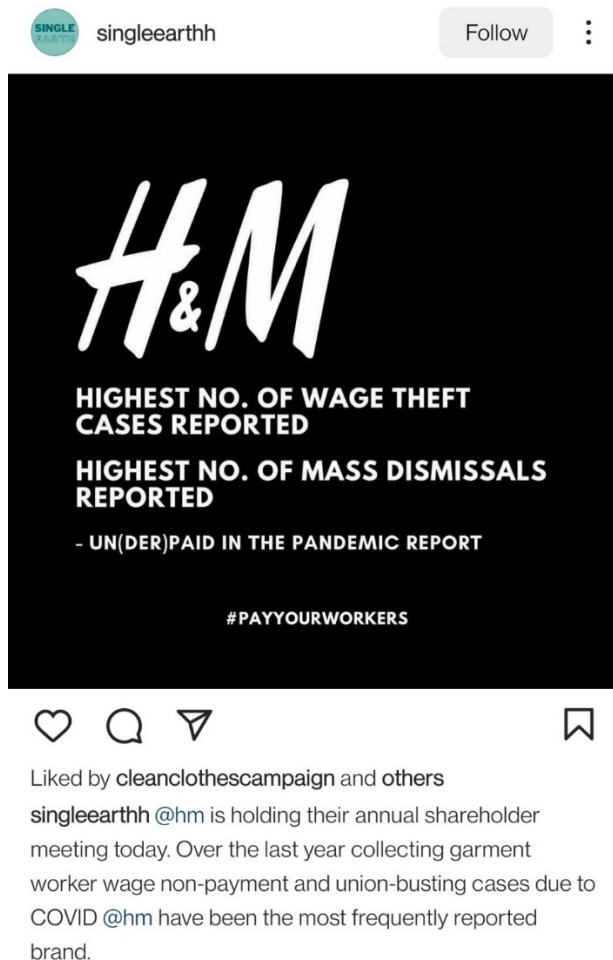 SINGLE
EARTH
singleearthh
Follow
H&M
HIGHEST NO. OF WAGE THEFT
CASES REPORTED
HIGHEST NO. OF MASS DISMISSALS
REPORTED
- UN(DER)PAID IN THE PANDEMIC REPORT
#PAYYOURWORKERS
Liked by cleanclothescampaign and others
singleearthh @hm is holding their annual shareholder
meeting today. Over the last year collecting garment
worker wage non-payment and union-busting cases due to
COVID @hm have been the most frequently reported
brand.